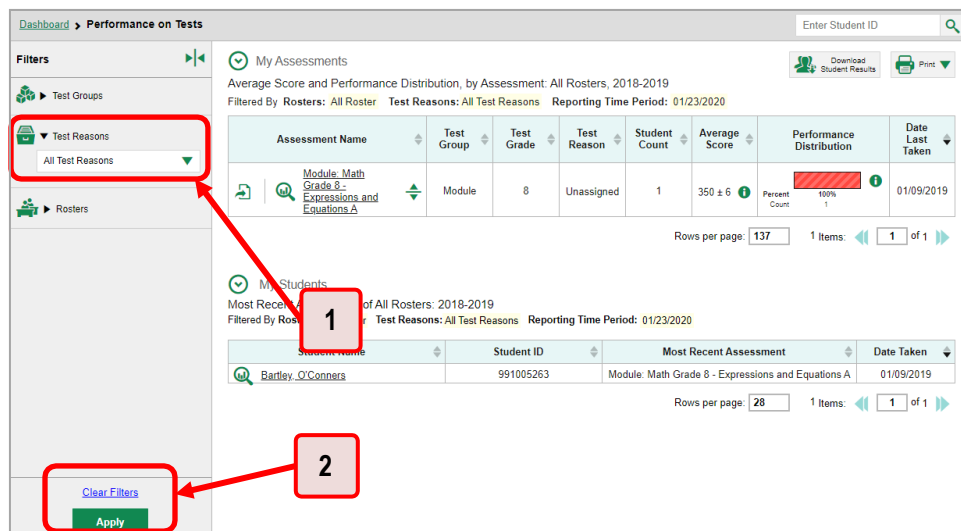 Dashboard > Performance on Tests
Enter Student ID
Filters
Test Groups
Test Reasons
All Test Reasons
Rosters
Clear Filters
Apply
My Assessments
Download Student Results
Print
Average Score and Performance Distribution, by Assessment: All Rosters, 2018-2019
Filtered By Rosters: All Roster Test Reasons: All Test Reasons Reporting Time Period: 01/23/2020
Assessment Name
Test Group
Test Grade
Test Reason
Student Count
Average Score
Performance Distribution
Date Last Taken
Module: Math Grade 8 - Expressions and Equations A
Module
8
Unassigned
1
350 ± 6
Percent 100%
Count 1
01/09/2019
Rows per page: 137 1 Items: 1 of 1
My Students
Most Recent of All Rosters: 2018-2019
Filtered By Test Reasons: All Test Reasons Reporting Time Period: 01/23/2020
Student Name
Student ID
Most Recent Assessment
Date Taken
Bartley, O'Conners
991005263
Module: Math Grade 8 - Expressions and Equations A
01/09/2019
Rows per page: 28 1 Items: 1 of 1
1
2